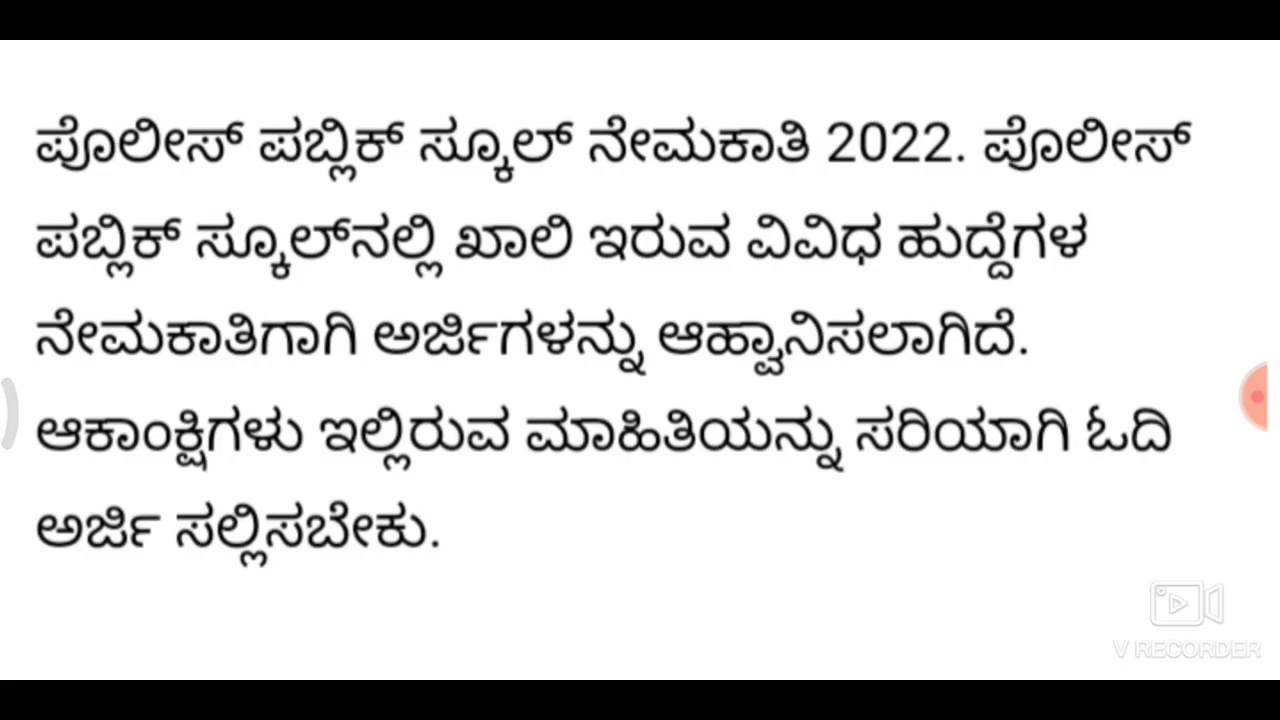 ಪೊಲೀಸ್ ಪಬ್ಲಿಕ್ ಸ್ಕೂಲ್ ನೇಮಕಾತಿ 2022. ಪೊಲೀಸ್
ಪಬ್ಲಿಕ್ ಸ್ಕೂಲ್‌ನಲ್ಲಿ ಖಾಲಿ ಇರುವ ವಿವಿಧ ಹುದ್ದೆಗಳ
ನೇಮಕಾತಿಗಾಗಿ ಅರ್ಜಿಗಳನ್ನು ಆಹ್ವಾನಿಸಲಾಗಿದೆ.
ಆಕಾಂಕ್ಷಿಗಳು ಇಲ್ಲಿರುವ ಮಾಹಿತಿಯನ್ನು ಸರಿಯಾಗಿ ಓದಿ
ಅರ್ಜಿ ಸಲ್ಲಿಸಬೇಕು.
V RECORDER